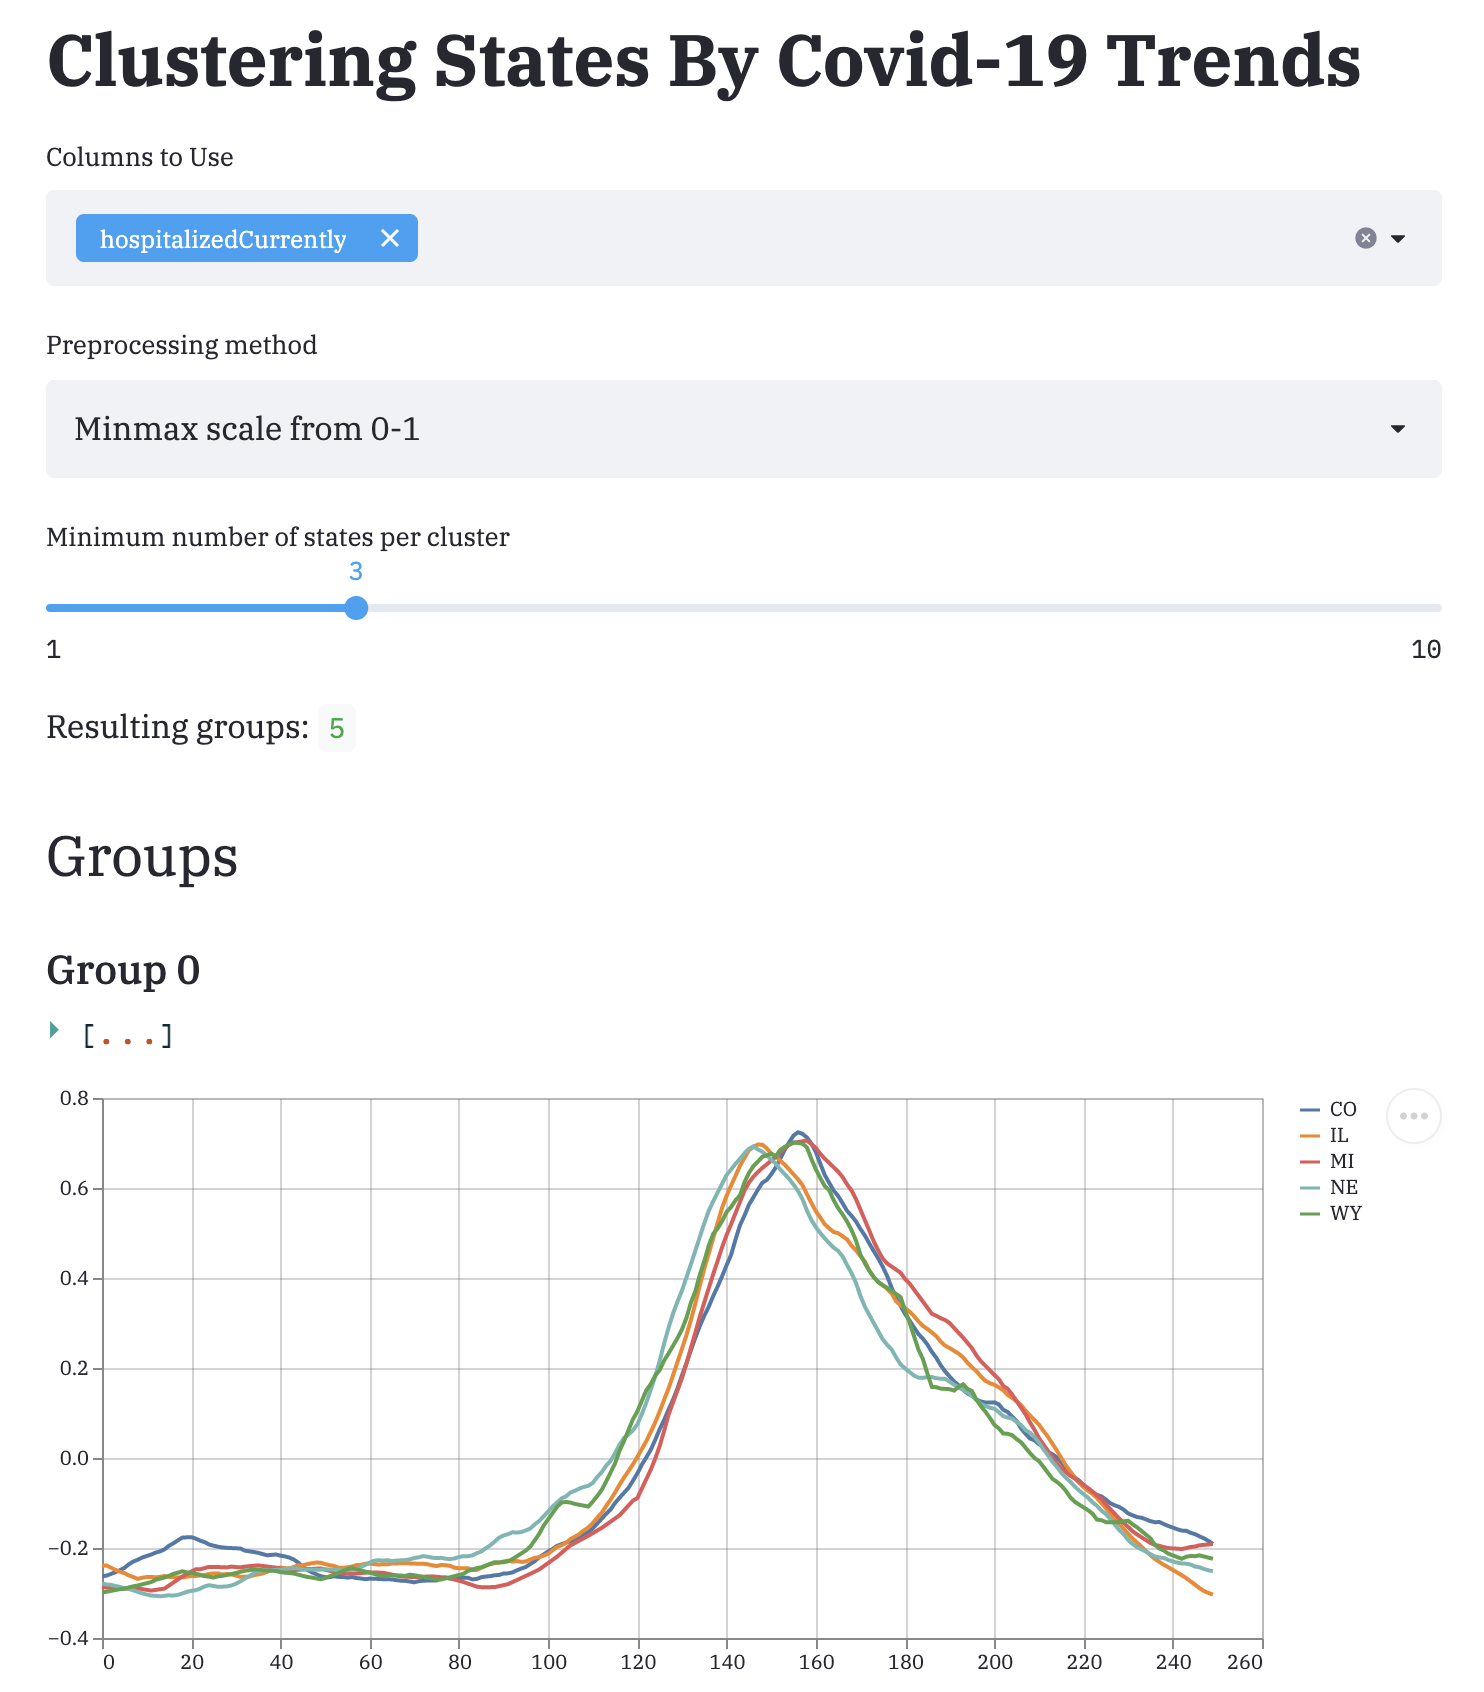 Clustering States By Covid-19 Trends
Columns to Use
hospitalizedCurrently
Preprocessing method
Minmax scale from 0-1
Minimum number of states per cluster
3
1 10
Resulting groups: 5
Groups
Group 0
[...]
0.8
0.6
0.4
0.2
0.0
−0.2
−0.4
0 20 40 60 80 100 120 140 160 180 200 220 240 260
CO
IL
MI
NE
WY